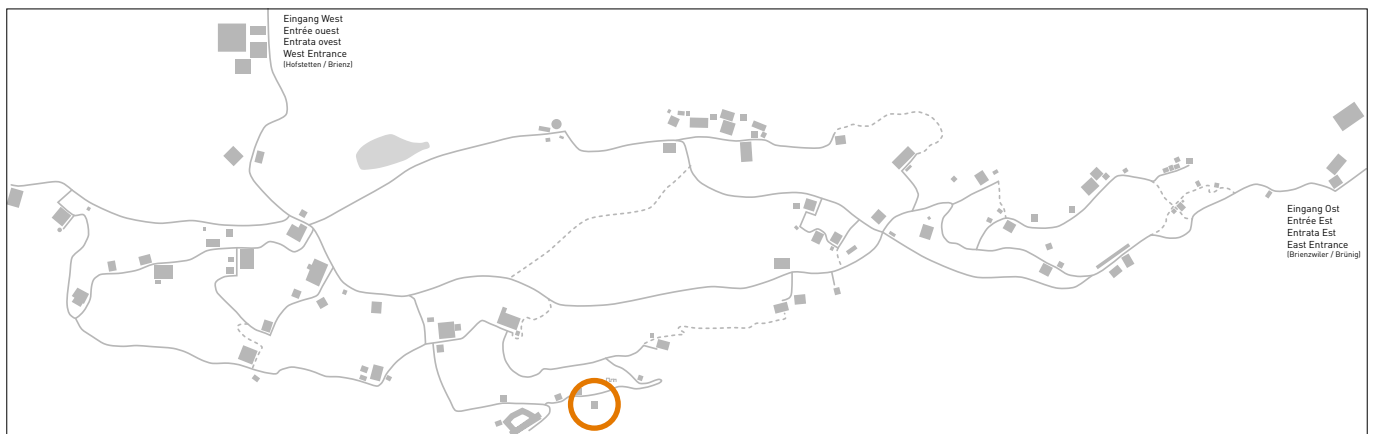 Eingang West
Entrée ouest
Entrata ovest
West Entrance
(Hofstetten / Brienz)
Eingang Ost
Entrée Est
Entrata Est
East Entrance
(Brienzwiler / Brünig)